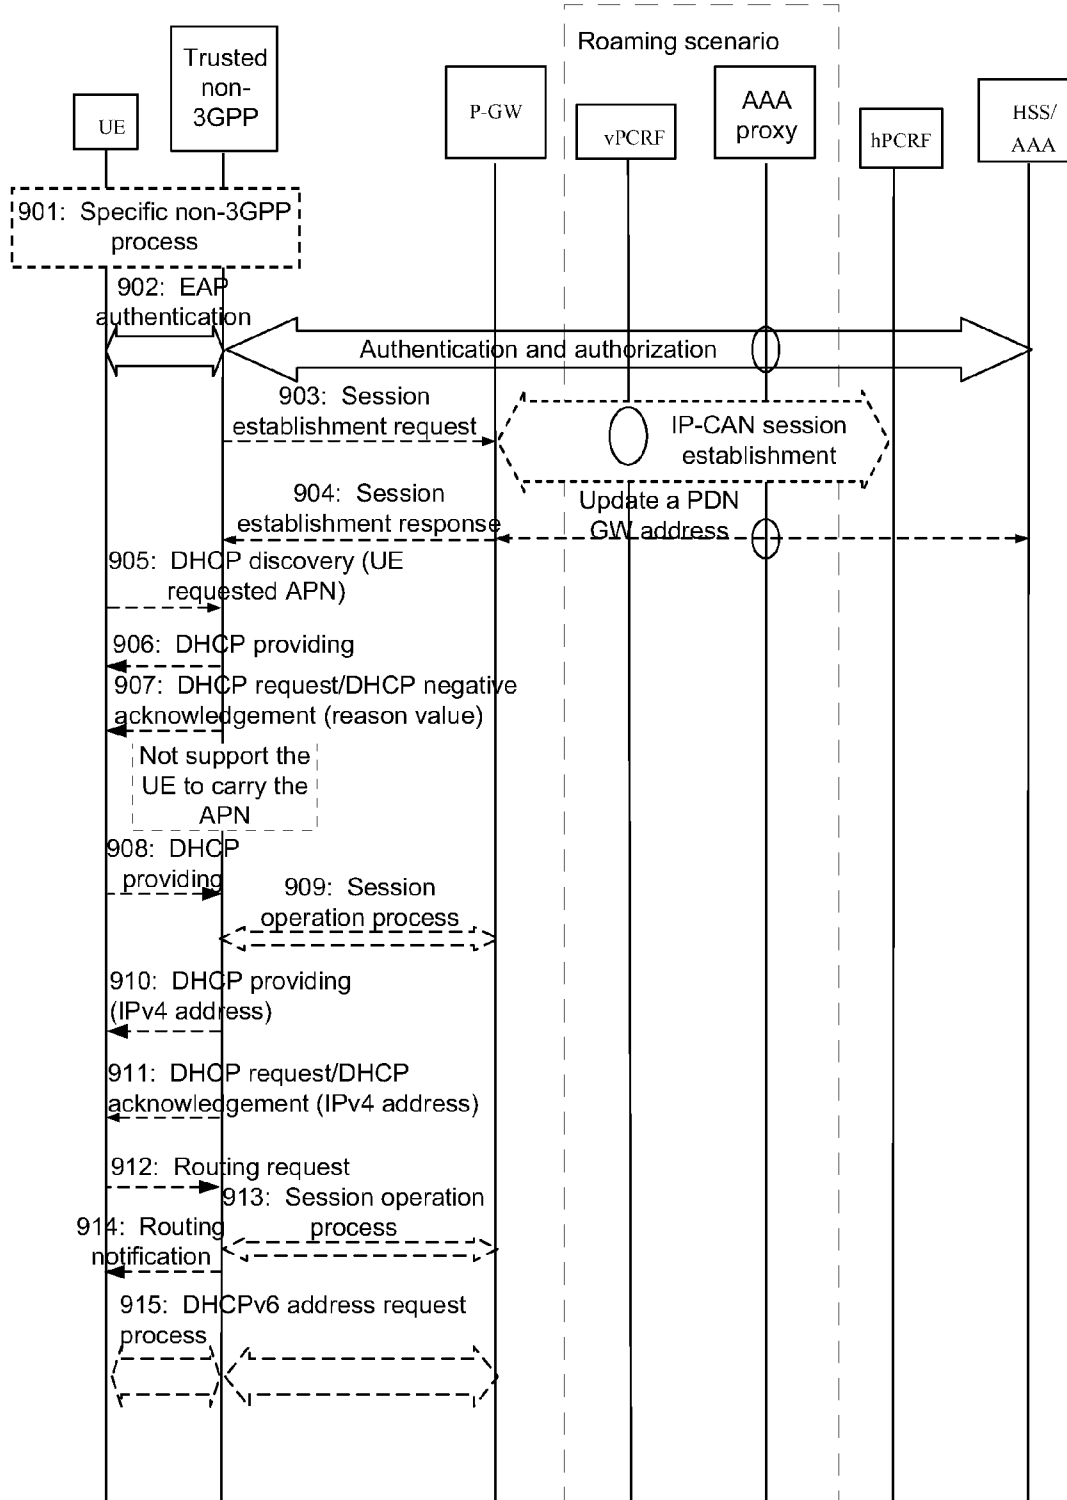 Roaming scenario
Trusted
non-
3GPP
UE
P-GW
vPCRF
AAA
proxy
hPCRF
HSS/
AAA
901: Specific non-3GPP
process
902: EAP
authentication
Authentication and authorization
903: Session
establishment request
IP-CAN session
establishment
904: Session
establishment response
Update a PDN
GW address
905: DHCP discovery (UE
requested APN)
906: DHCP providing
907: DHCP request/DHCP negative
acknowledgement (reason value)
Not support the
UE to carry the
APN
908: DHCP
providing
909: Session
operation process
910: DHCP providing
(IPv4 address)
911: DHCP request/DHCP
acknowledgement (IPv4 address)
912: Routing request
913: Session operation
process
914: Routing
notification
915: DHCPv6 address request
process